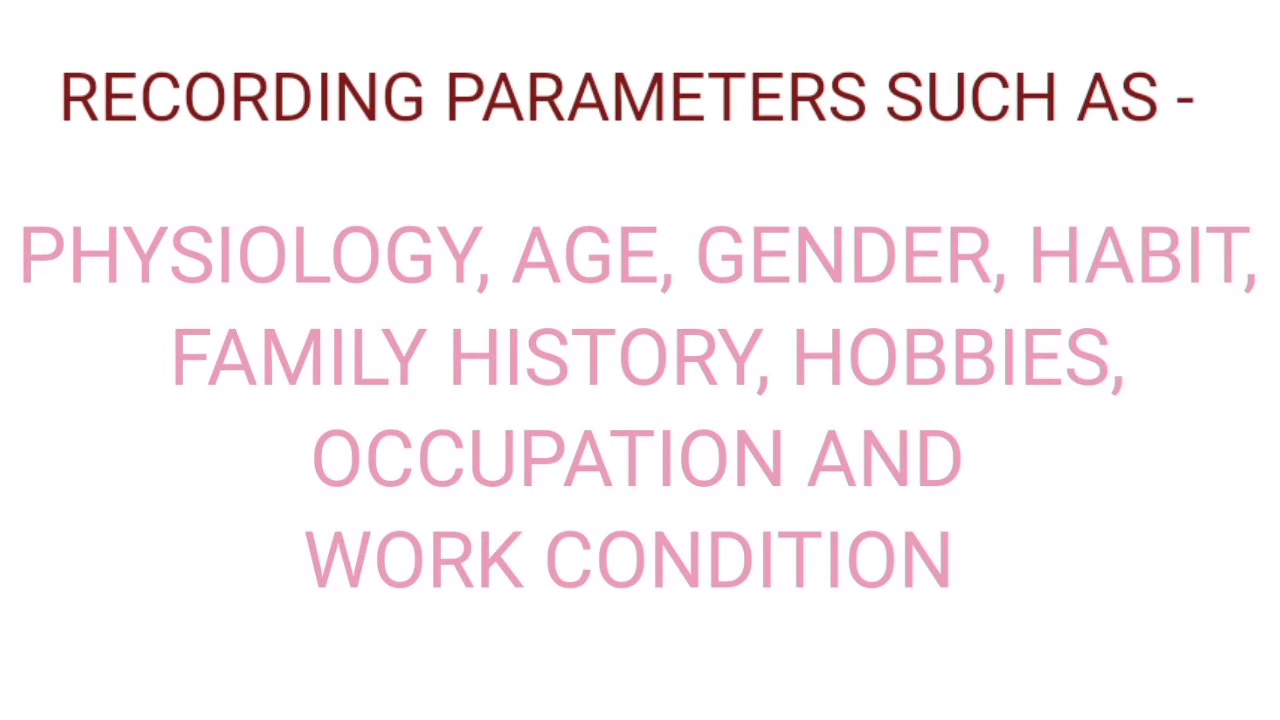 RECORDING PARAMETERS SUCH AS -
PHYSIOLOGY, AGE, GENDER, HABIT,
FAMILY HISTORY, HOBBIES,
OCCUPATION AND
WORK CONDITION